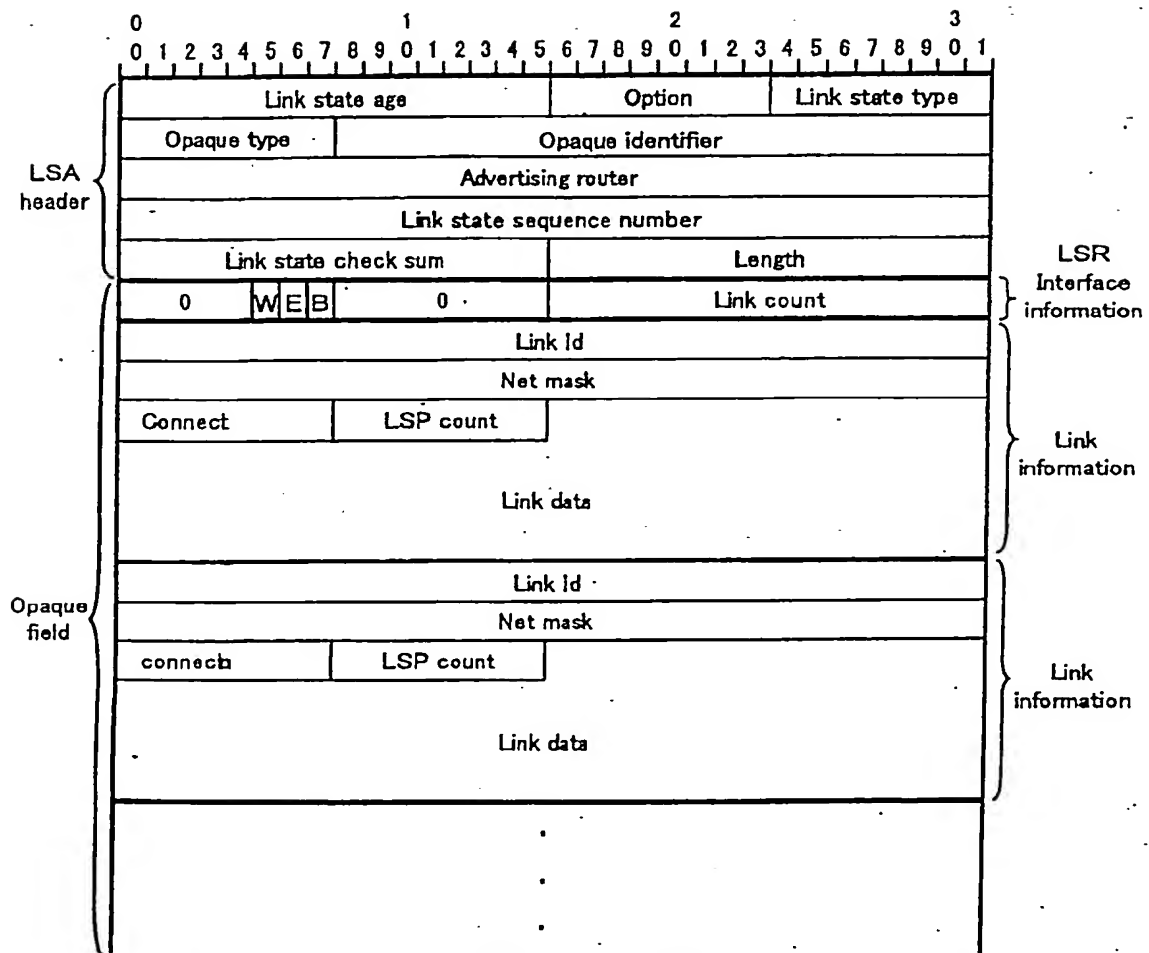 0 1 2 3
0 1 2 3 4 5 6 7 8 9 0 1 2 3 4 5 6 7 8 9 0 1 2 3 4 5 6 7 8 9 0 1
Link state age Option Link state type
Opaque type Opaque identifier
LSA header
Advertising router
Link state sequence number
Link state check sum Length
LSR Interface information
0 W E B 0 Link count
Link Id
Net mask
Connect LSP count
Link information
Link data
Link Id
Opaque field
Net mask
connech LSP count
Link information
Link data